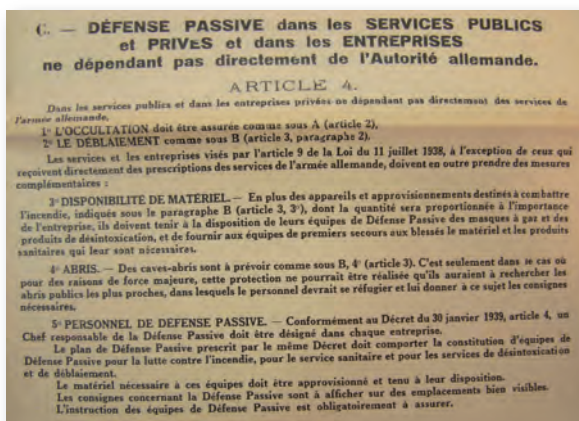 C. — DÉFENSE PASSIVE dans les SERVICES PUBLICS
et PRIVES et dans les ENTREPRISES
ne dépendant pas directement de l'Autorité allemande.
ARTICLE 4.
Dans les services publics et dans les entreprises privées ne dépendant pas directement des services de
l'armée allemande,
1° L'OCCULTATION doit être assurée comme sous A (article 2),
2° LE DÉBLAIEMENT comme sous B (article 3, paragraphe 2).
Les services et les entreprises visés par l'article 9 de la Loi du 11 juillet 1938, à l'exception de ceux qui
reçoivent directement des prescriptions des services de l'armée allemande, doivent en outre prendre des mesures
complémentaires :
3° DISPONIBILITE DE MATÉRIEL. — En plus des appareils et approvisionnements destinés à combattre
l'incendie, indiqués sous le paragraphe B (article 3, 3°), dont la quantité sera proportionnée à l'importance
de l'entreprise, ils doivent tenir à la disposition de leurs équipes de Défense Passive des masques à gaz et des
produits de désintoxication, et de fournir aux équipes de premiers secours aux blessés le matériel et les produits
sanitaires qui leur sont nécessaires.
4° ABRIS. — Des caves-abris sont à prévoir comme sous B, 4° (article 3). C'est seulement dans le cas où
pour des raisons de force majeure, cette protection ne pourrait être réalisée qu'ils auraient à rechercher les
abris publics les plus proches, dans lesquels le personnel devrait se réfugier et lui donner à ce sujet les consignes
nécessaires.
5° PERSONNEL DE DEFENSE PASSIVE. — Conformément au Décret du 30 janvier 1939, article 4, un
Chef responsable de la Défense Passive doit être désigné dans chaque entreprise.
Le plan de Défense Passive prescrit par le même Décret doit comporter la constitution d'équipes de
Défense Passive pour la lutte contre l'incendie, pour le service sanitaire et pour les services de désintoxication
et de déblaiement.
Le matériel nécessaire à ces équipes doit être approvisionné et tenu à leur disposition.
Les consignes concernant la Défense Passive sont à afficher sur des emplacements bien visibles.
L'instruction des équipes de Défense Passive est obligatoirement à assurer.